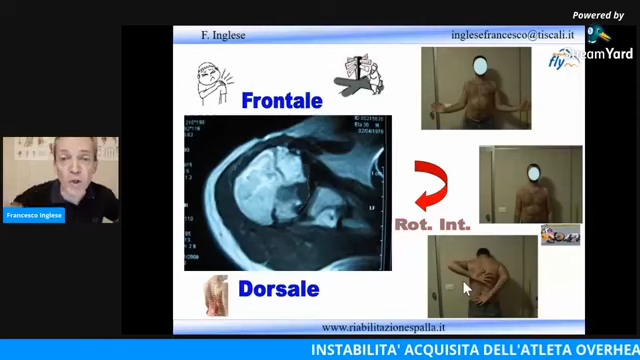 Powered by
StreamYard
F. Inglese
inglesefrancesco@tiscali.it
fly
Frontale
Francesco Inglese
Rot. Int.
Dorsale
www.riabilitazionespalla.it
INSTABILITA' ACQUISITA DELL'ATLETA OVERHEA